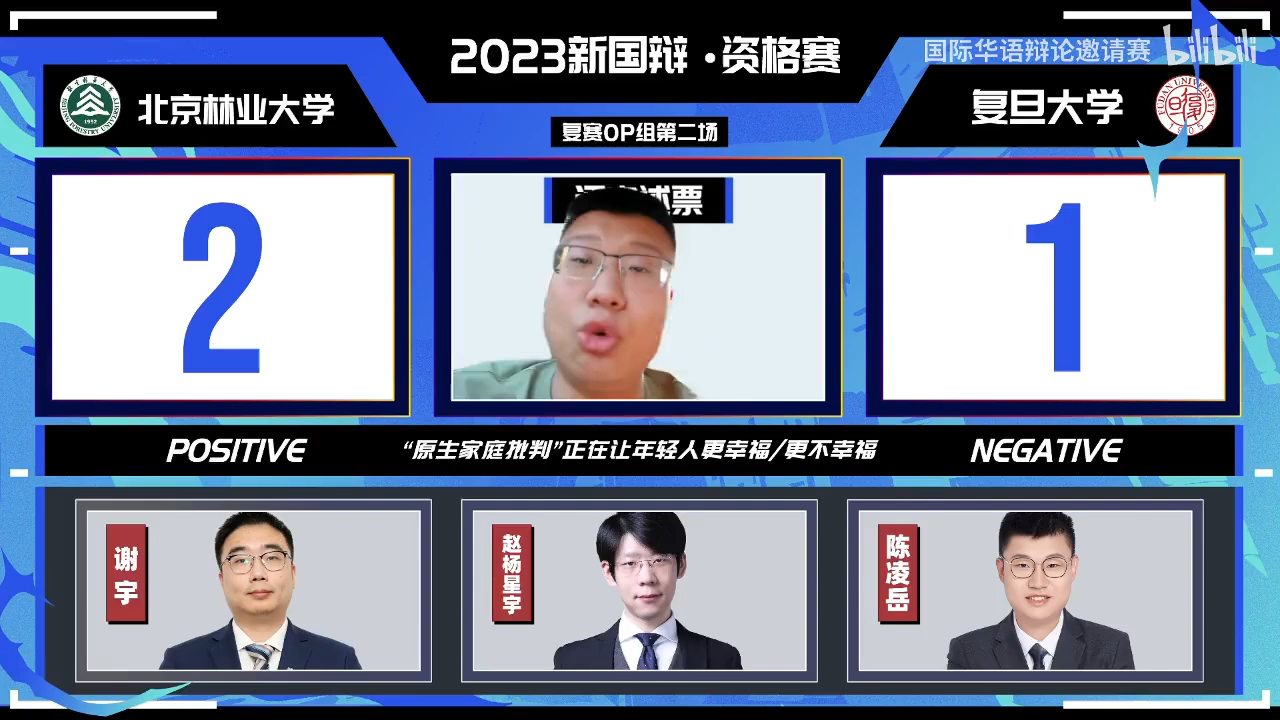 2023新国辩·资格赛
国际华语辩论邀请赛
bilibili
北京林业大学
复旦大学
复赛OP组第二场
2
票
1
POSITIVE
“原生家庭批判”正在让年轻人更幸福/更不幸福
NEGATIVE
谢宇
赵杨星宇
陈凌岳